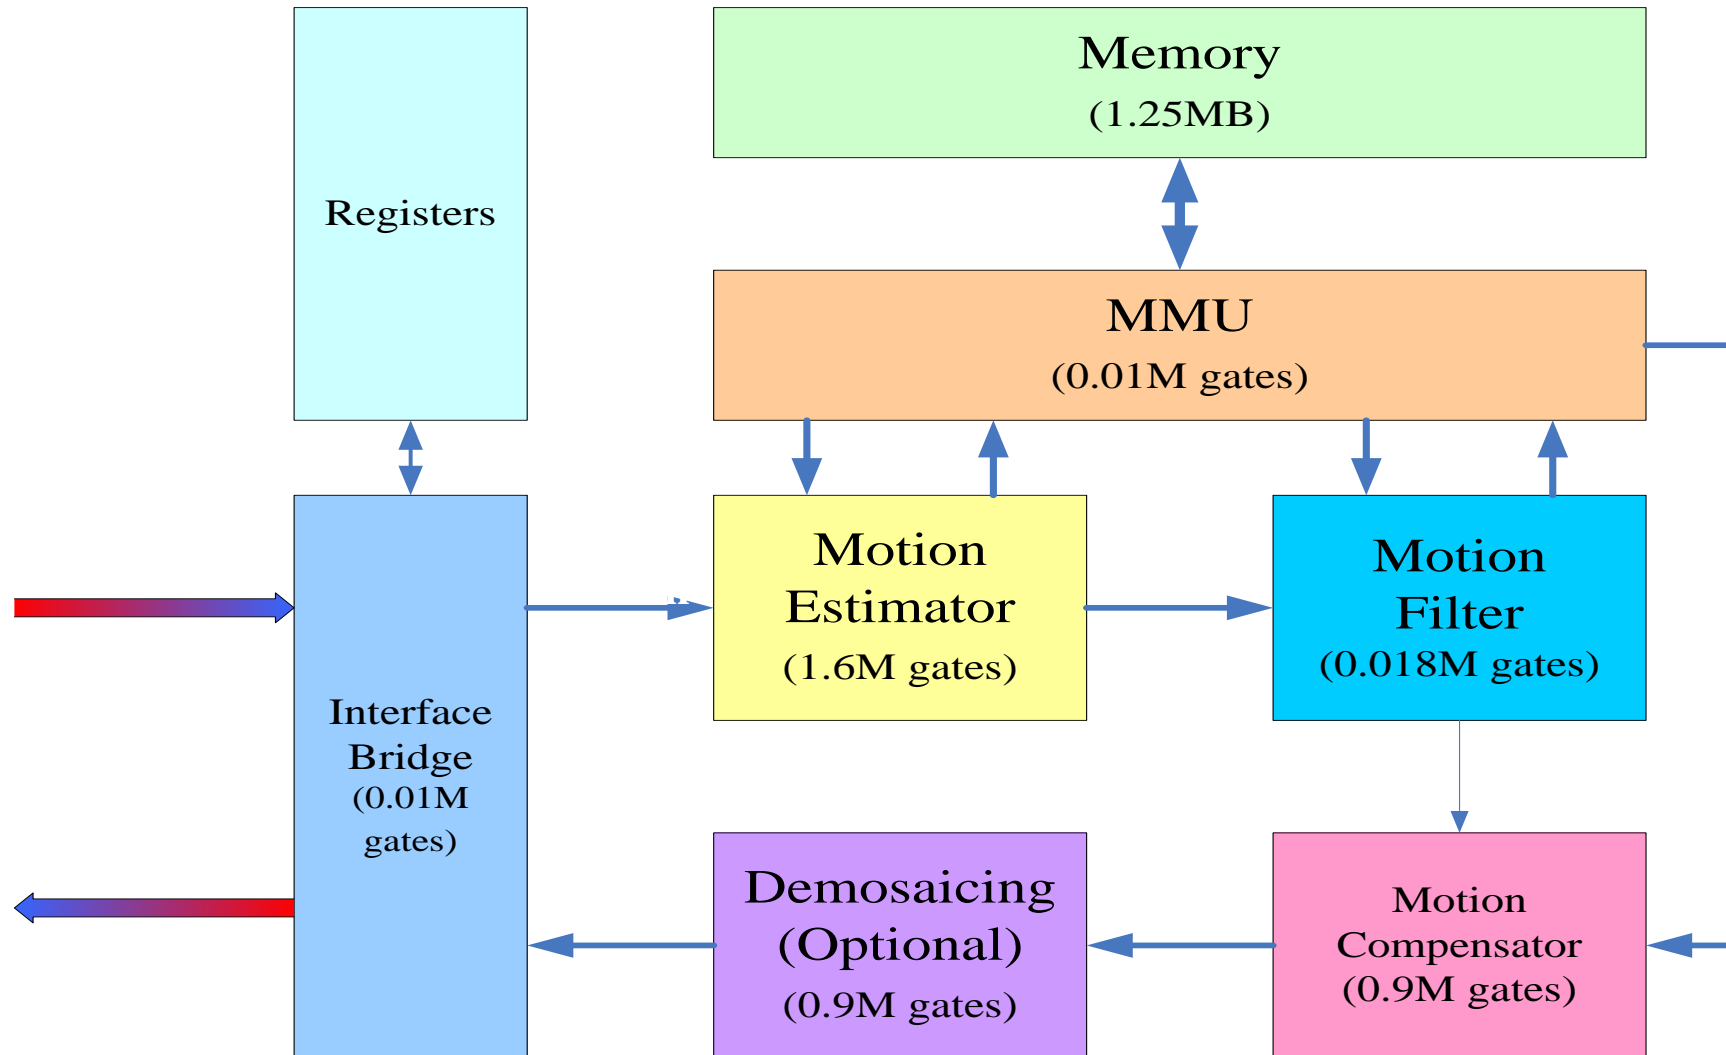 Memory
(1.25MB)
Registers
MMU
(0.01M gates)
Motion
Estimator
(1.6M gates)
Motion
Filter
(0.018M gates)
Interface
Bridge
(0.01M
gates)
Demosaicing
(Optional)
(0.9M gates)
Motion
Compensator
(0.9M gates)